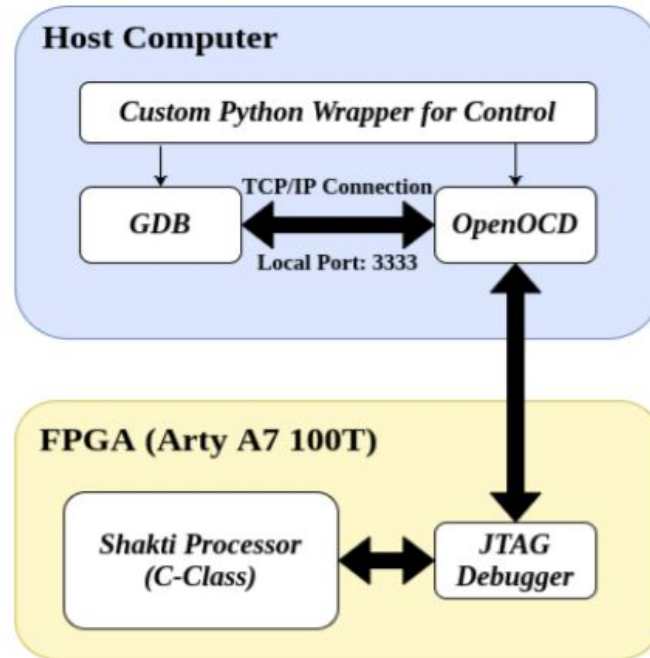 Host Computer
Custom Python Wrapper for Control
TCP/IP Connection
GDB
OpenOCD
Local Port: 3333
FPGA (Arty A7 100T)
Shakti Processor
(C-Class)
JTAG
Debugger